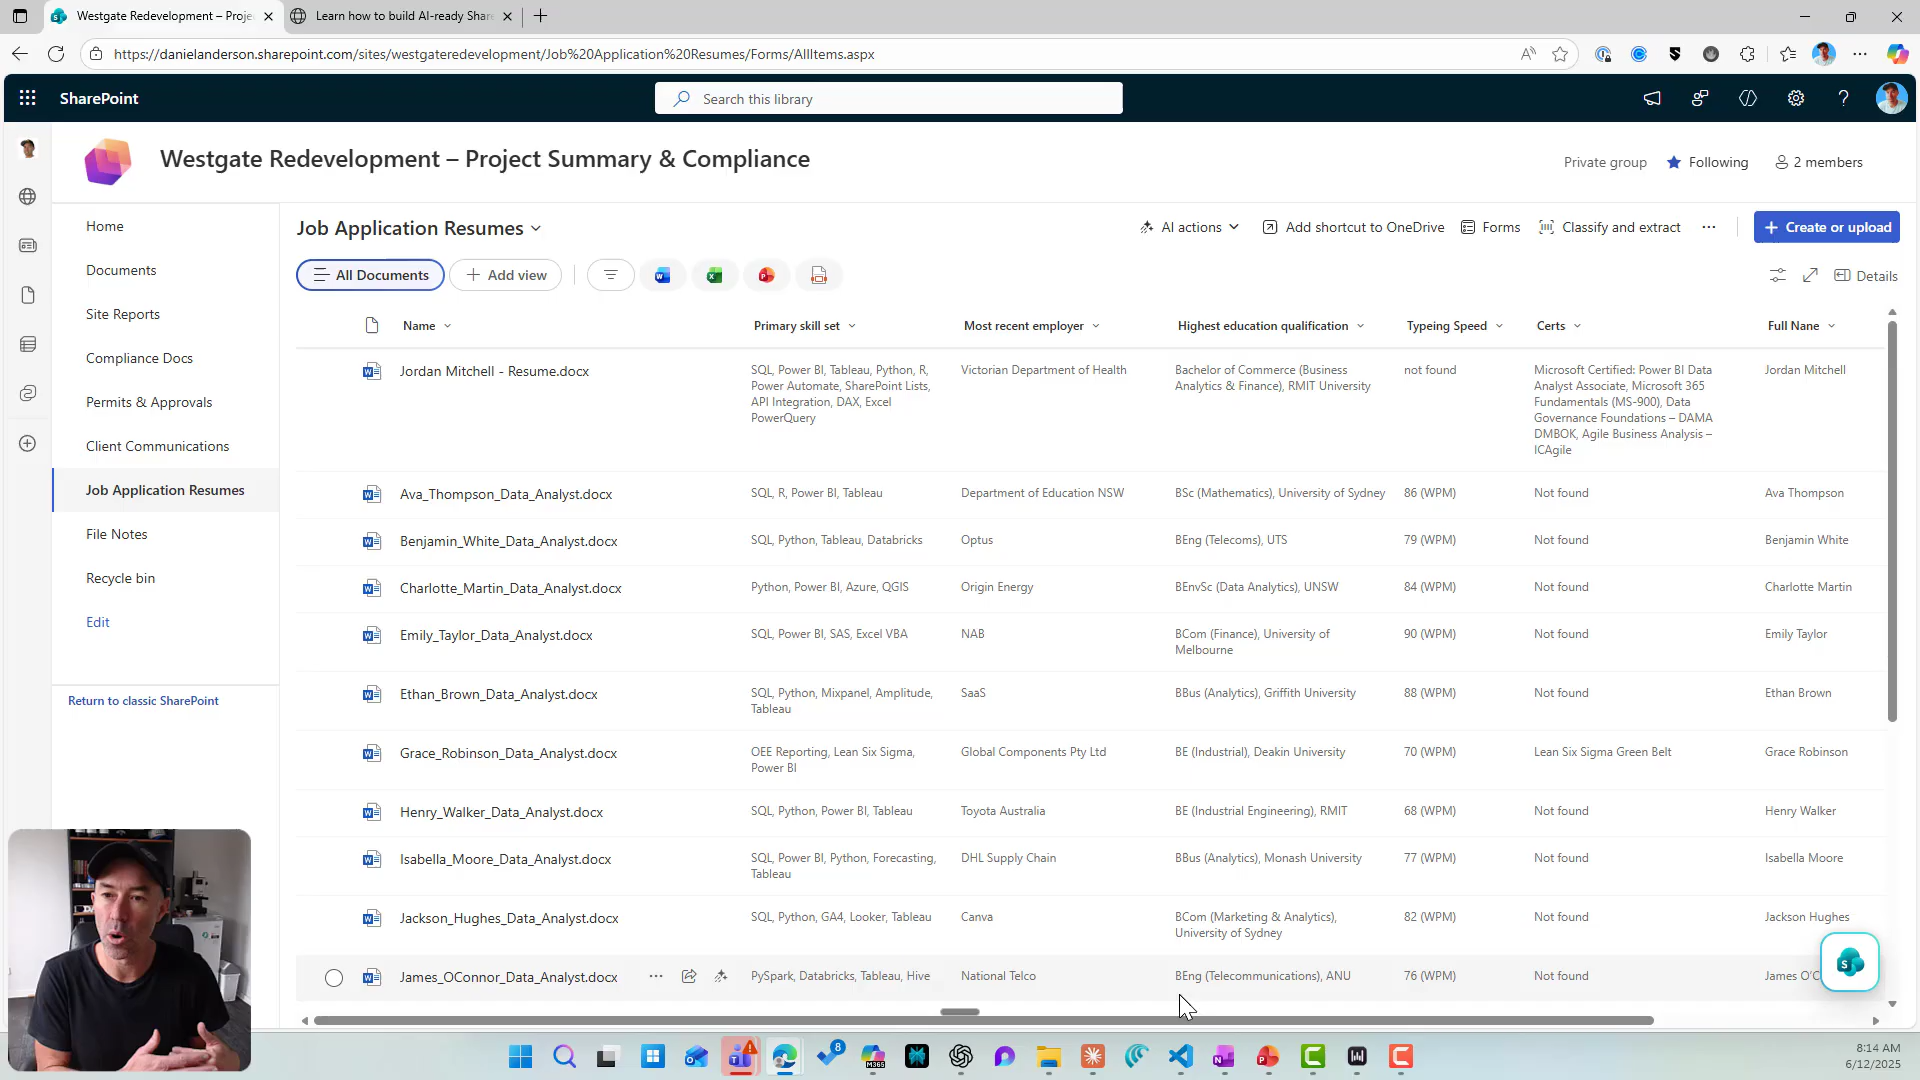 Westgate Redevelopment – Proje
Learn how to build AI-ready Share
https://danielanderson.sharepoint.com/sites/westgateredevelopment/Job%20Application%20Resumes/Forms/AllItems.aspx
SharePoint
Search this library
Westgate Redevelopment – Project Summary & Compliance
Private group
Following
2 members
Home
Documents
Site Reports
Compliance Docs
Permits & Approvals
Client Communications
Job Application Resumes
File Notes
Recycle bin
Edit
Return to classic SharePoint
Job Application Resumes
AI actions
Add shortcut to OneDrive
Forms
Classify and extract
Create or upload
All Documents
Add view
Details
Name
Primary skill set
Most recent employer
Highest education qualification
Typeing Speed
Certs
Full Nane
Jordan Mitchell - Resume.docx
SQL, Power BI, Tableau, Python, R,
Power Automate, SharePoint Lists,
API Integration, DAX, Excel
PowerQuery
Victorian Department of Health
Bachelor of Commerce (Business
Analytics & Finance), RMIT University
not found
Microsoft Certified: Power BI Data
Analyst Associate, Microsoft 365
Fundamentals (MS-900), Data
Governance Foundations – DAMA
DMBOK, Agile Business Analysis –
ICAgile
Jordan Mitchell
Ava_Thompson_Data_Analyst.docx
SQL, R, Power BI, Tableau
Department of Education NSW
BSc (Mathematics), University of Sydney
86 (WPM)
Not found
Ava Thompson
Benjamin_White_Data_Analyst.docx
SQL, Python, Tableau, Databricks
Optus
BEng (Telecoms), UTS
79 (WPM)
Not found
Benjamin White
Charlotte_Martin_Data_Analyst.docx
Python, Power BI, Azure, QGIS
Origin Energy
BEnvSc (Data Analytics), UNSW
84 (WPM)
Not found
Charlotte Martin
Emily_Taylor_Data_Analyst.docx
SQL, Power BI, SAS, Excel VBA
NAB
BCom (Finance), University of
Melbourne
90 (WPM)
Not found
Emily Taylor
Ethan_Brown_Data_Analyst.docx
SQL, Python, Mixpanel, Amplitude,
Tableau
SaaS
BBus (Analytics), Griffith University
88 (WPM)
Not found
Ethan Brown
Grace_Robinson_Data_Analyst.docx
OEE Reporting, Lean Six Sigma,
Power BI
Global Components Pty Ltd
BE (Industrial), Deakin University
70 (WPM)
Lean Six Sigma Green Belt
Grace Robinson
Henry_Walker_Data_Analyst.docx
SQL, Python, Power BI, Tableau
Toyota Australia
BE (Industrial Engineering), RMIT
68 (WPM)
Not found
Henry Walker
Isabella_Moore_Data_Analyst.docx
SQL, Power BI, Python, Forecasting,
Tableau
DHL Supply Chain
BBus (Analytics), Monash University
77 (WPM)
Not found
Isabella Moore
Jackson_Hughes_Data_Analyst.docx
SQL, Python, GA4, Looker, Tableau
Canva
BCom (Marketing & Analytics),
University of Sydney
82 (WPM)
Not found
Jackson Hughes
James_OConnor_Data_Analyst.docx
PySpark, Databricks, Tableau, Hive
National Telco
BEng (Telecommunications), ANU
76 (WPM)
Not found
James O'C
8
M365
8:14 AM
6/12/2025